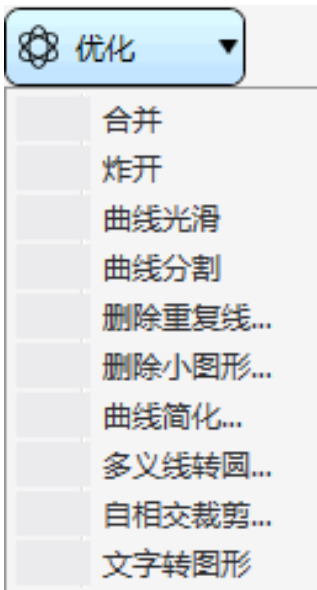 优化
合并
炸开
曲线光滑
曲线分割
删除重复线...
删除小图形...
曲线简化...
多义线转圆...
自相交裁剪...
文字转图形